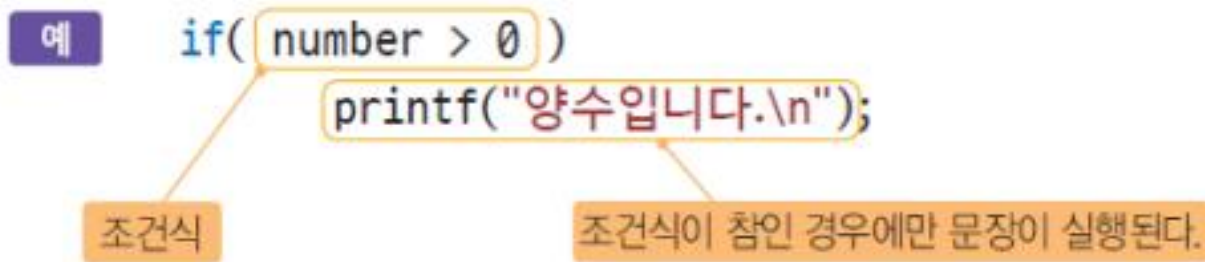 예 if( number > 0 )
printf("양수입니다.\n");
조건식 조건식이 참인 경우에만 문장이 실행된다.